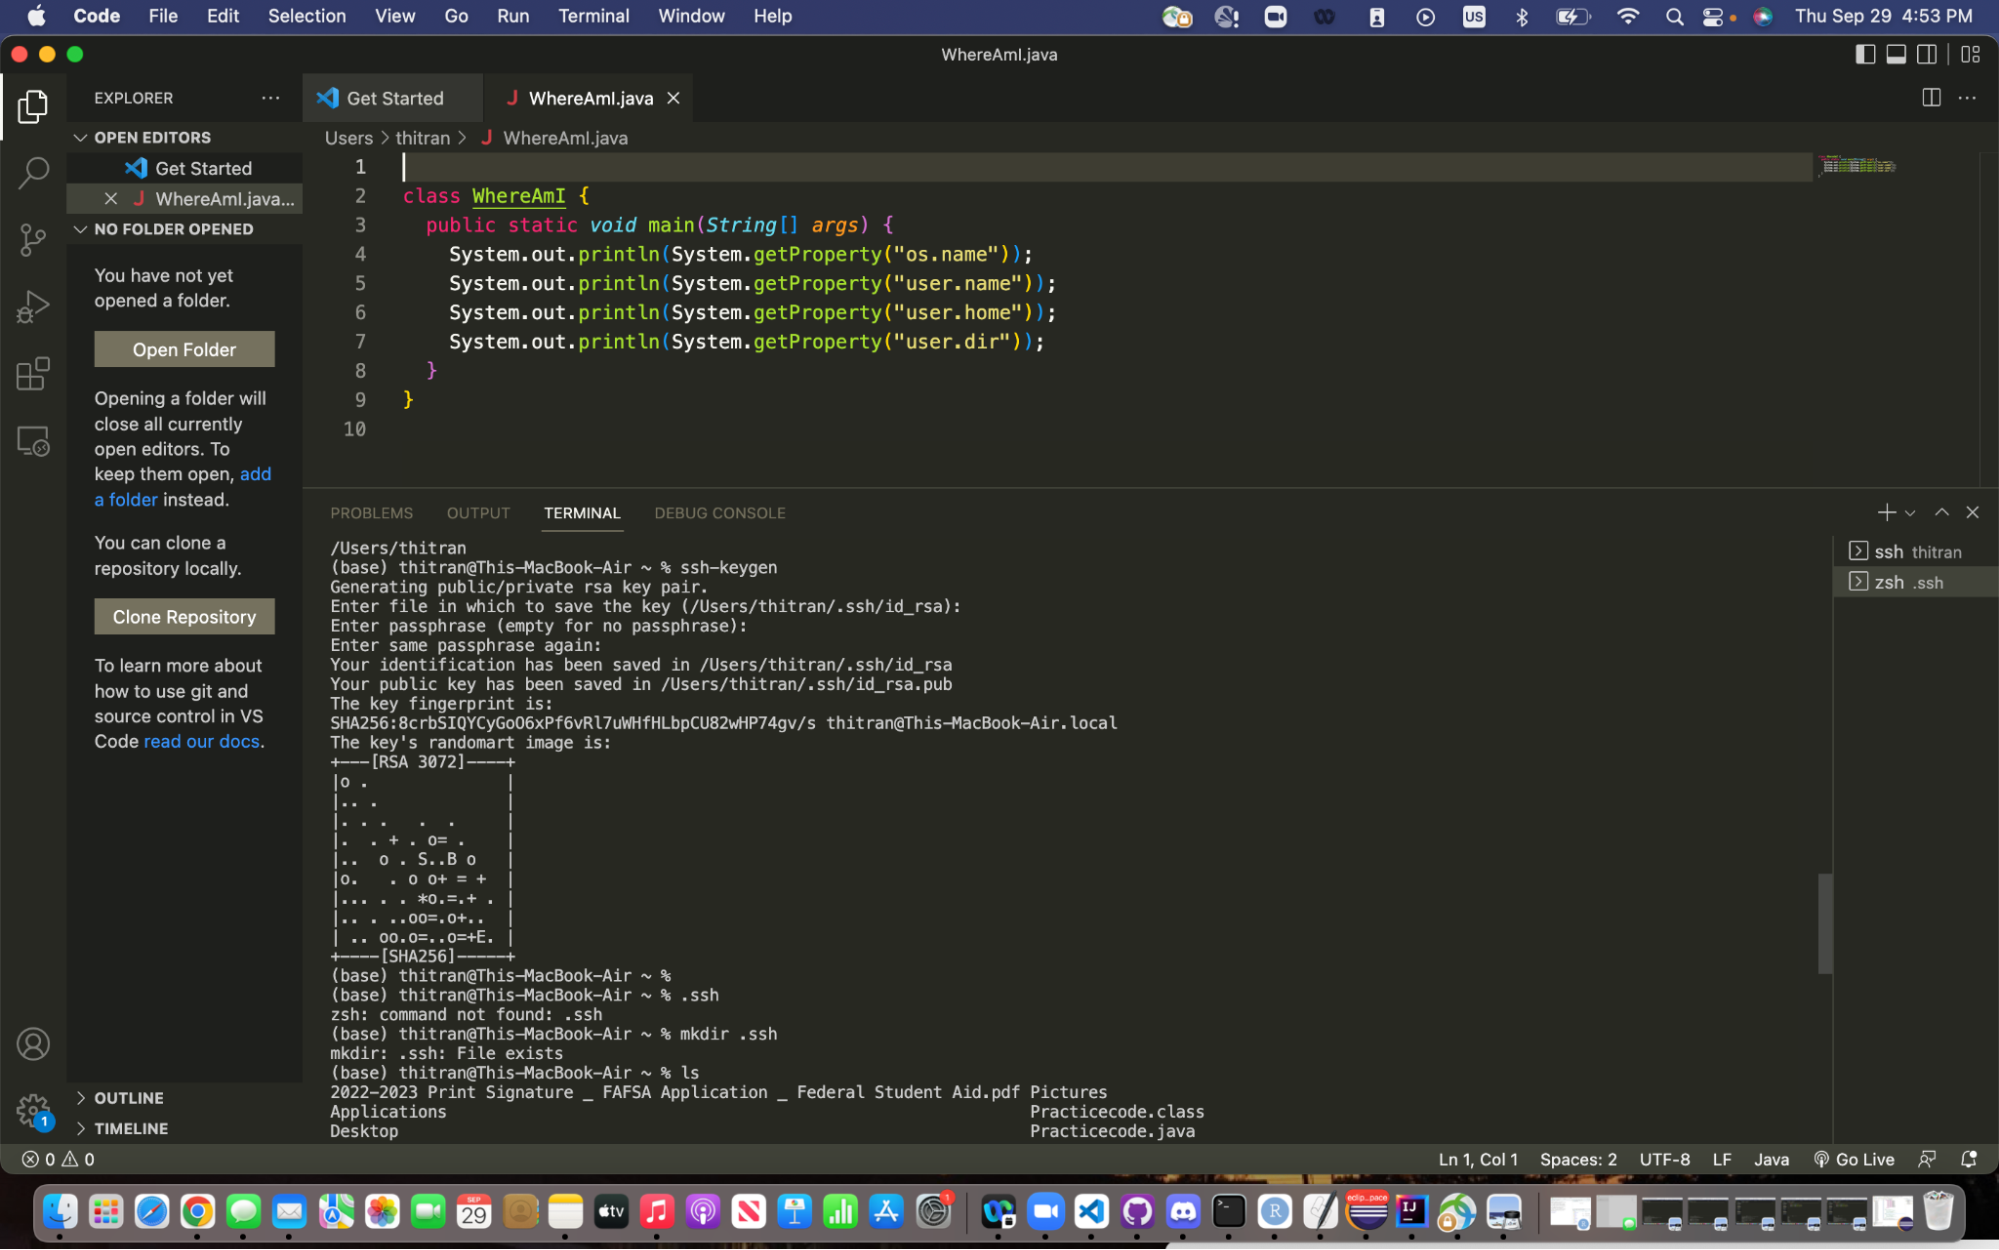 Code File Edit Selection View Go Run Terminal Window Help US Thu Sep 29 4:53 PM
WhereAmI.java
EXPLORER ···
Get Started WhereAmI.java
OPEN EDITORS
Get Started
J WhereAmI.java...
NO FOLDER OPENED
You have not yet
opened a folder.
Open Folder
Opening a folder will
close all currently
open editors. To
keep them open, add
a folder instead.
You can clone a
repository locally.
Clone Repository
To learn more about
how to use git and
source control in VS
Code read our docs.
OUTLINE
TIMELINE
Users > thitran > J WhereAmI.java
1
2 class WhereAmI {
3 public static void main(String[] args) {
4 System.out.println(System.getProperty("os.name"));
5 System.out.println(System.getProperty("user.name"));
6 System.out.println(System.getProperty("user.home"));
7 System.out.println(System.getProperty("user.dir"));
8 }
9 }
10
PROBLEMS OUTPUT TERMINAL DEBUG CONSOLE
ssh thitran
zsh .ssh
/Users/thitran
(base) thitran@This-MacBook-Air ~ % ssh-keygen
Generating public/private rsa key pair.
Enter file in which to save the key (/Users/thitran/.ssh/id_rsa):
Enter passphrase (empty for no passphrase):
Enter same passphrase again:
Your identification has been saved in /Users/thitran/.ssh/id_rsa
Your public key has been saved in /Users/thitran/.ssh/id_rsa.pub
The key fingerprint is:
SHA256:8crbSIQYCyGoO6xPf6vRl7uWHfHLbpCU82wHP74gv/s thitran@This-MacBook-Air.local
The key's randomart image is:
+---[RSA 3072]----+
|o .              |
|.. .             |
|. . .   .  .     |
|.  . + . o= .    |
|..  o . S..B o   |
|o.   . o o+ = +  |
|... . . *o.=.+ . |
|.. . ..oo=.o+..  |
| .. oo.o=..o=+E. |
+----[SHA256]-----+
(base) thitran@This-MacBook-Air ~ %
(base) thitran@This-MacBook-Air ~ % .ssh
zsh: command not found: .ssh
(base) thitran@This-MacBook-Air ~ % mkdir .ssh
mkdir: .ssh: File exists
(base) thitran@This-MacBook-Air ~ % ls
2022-2023 Print Signature _ FAFSA Application _ Federal Student Aid.pdf Pictures
Applications Practicecode.class
Desktop Practicecode.java
1
0 0 Ln 1, Col 1 Spaces: 2 UTF-8 LF Java Go Live
SEP
29
tv
1
R
eclip..pace
IJ